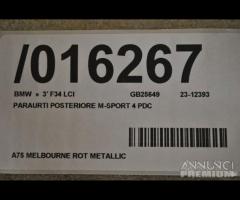 /016267
BMW » 3' F34 LCI GB25649 23-12393
PARAURTI POSTERIORE M-SPORT 4 PDC
A75 MELBOURNE ROT METALLIC
ANNUNCI
PREMIUM